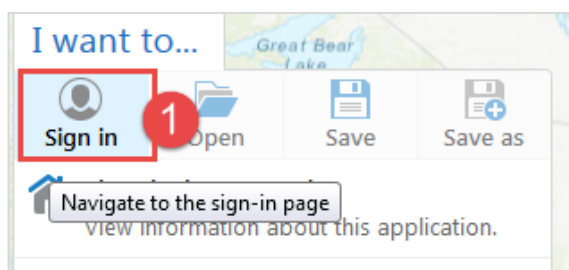 I want to...
Great Bear
Lake
1
Sign in
Open
Save
Save as
Navigate to the sign-in page
View information about this application.